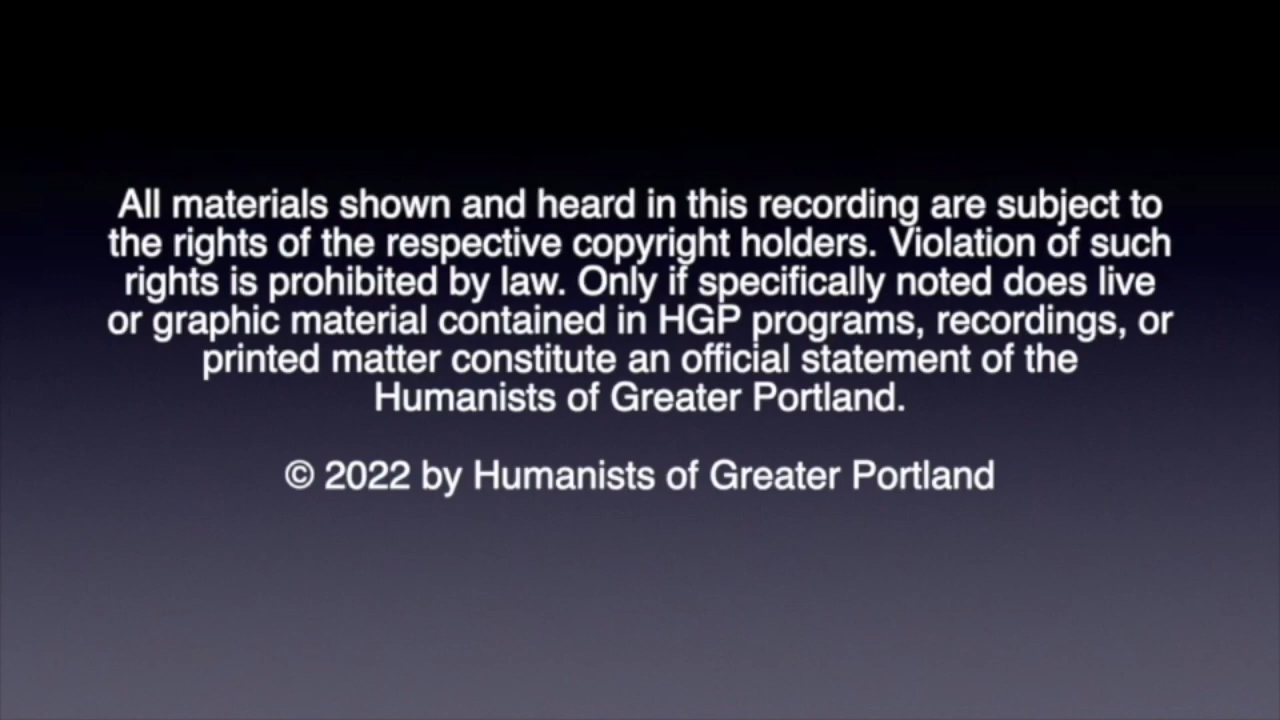 All materials shown and heard in this recording are subject to
the rights of the respective copyright holders. Violation of such
rights is prohibited by law. Only if specifically noted does live
or graphic material contained in HGP programs, recordings, or
printed matter constitute an official statement of the
Humanists of Greater Portland.
© 2022 by Humanists of Greater Portland